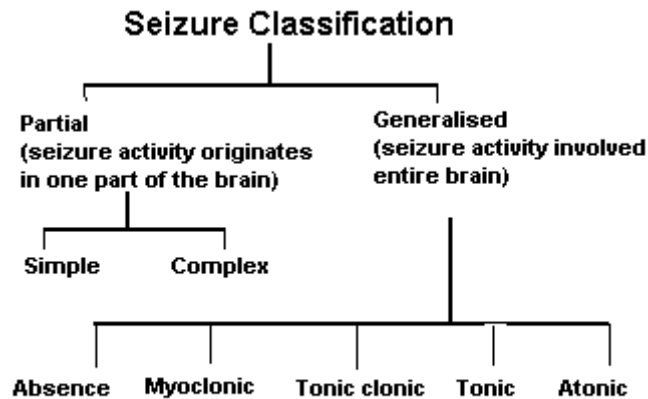 Seizure Classification
Partial
(seizure activity originates
in one part of the brain)
Generalised
(seizure activity involved
entire brain)
Simple
Complex
Absence
Myoclonic
Tonic clonic
Tonic
Atonic